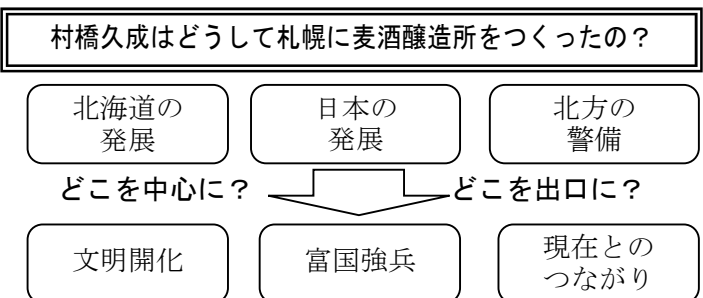 村橋久成はどうして札幌に麦酒醸造所をつくったの？
北海道の
発展
日本の
発展
北方の
警備
どこを中心に？
どこを出口に？
文明開化
富国強兵
現在との
つながり